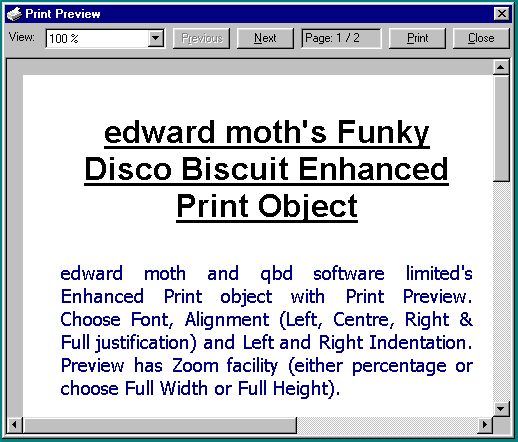 Print Preview
View: 100 % Previous Next Page: 1 / 2 Print Close
edward moth's Funky
Disco Biscuit Enhanced
Print Object
edward moth and qbd software limited's
Enhanced Print object with Print Preview.
Choose Font, Alignment (Left, Centre, Right &
Full justification) and Left and Right Indentation.
Preview has Zoom facility (either percentage or
choose Full Width or Full Height).